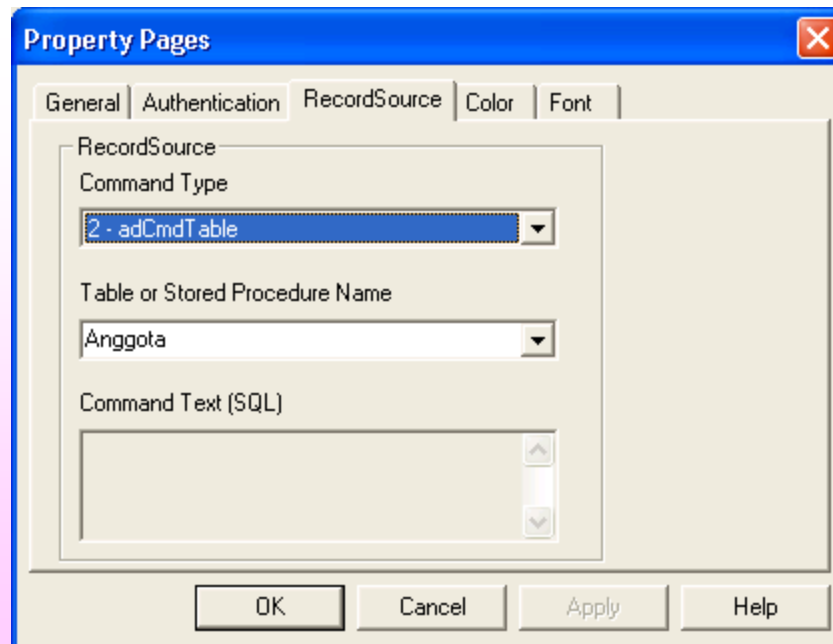 Property Pages
General Authentication RecordSource Color Font
RecordSource
Command Type
2 - adCmdTable
Table or Stored Procedure Name
Anggota
Command Text (SQL)
OK Cancel Apply Help